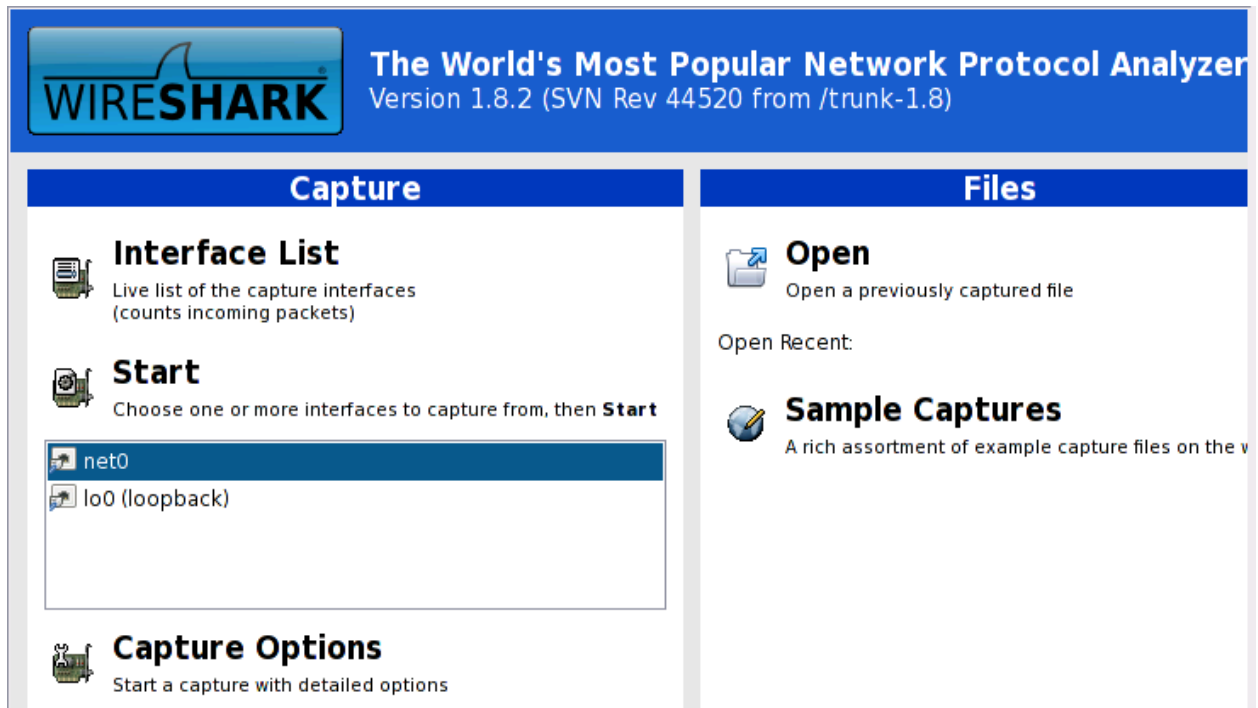 WIRESHARK
The World's Most Popular Network Protocol Analyzer
Version 1.8.2 (SVN Rev 44520 from /trunk-1.8)
Capture
Interface List
Live list of the capture interfaces
(counts incoming packets)
Start
Choose one or more interfaces to capture from, then Start
net0
lo0 (loopback)
Capture Options
Start a capture with detailed options
Files
Open
Open a previously captured file
Open Recent:
Sample Captures
A rich assortment of example capture files on the